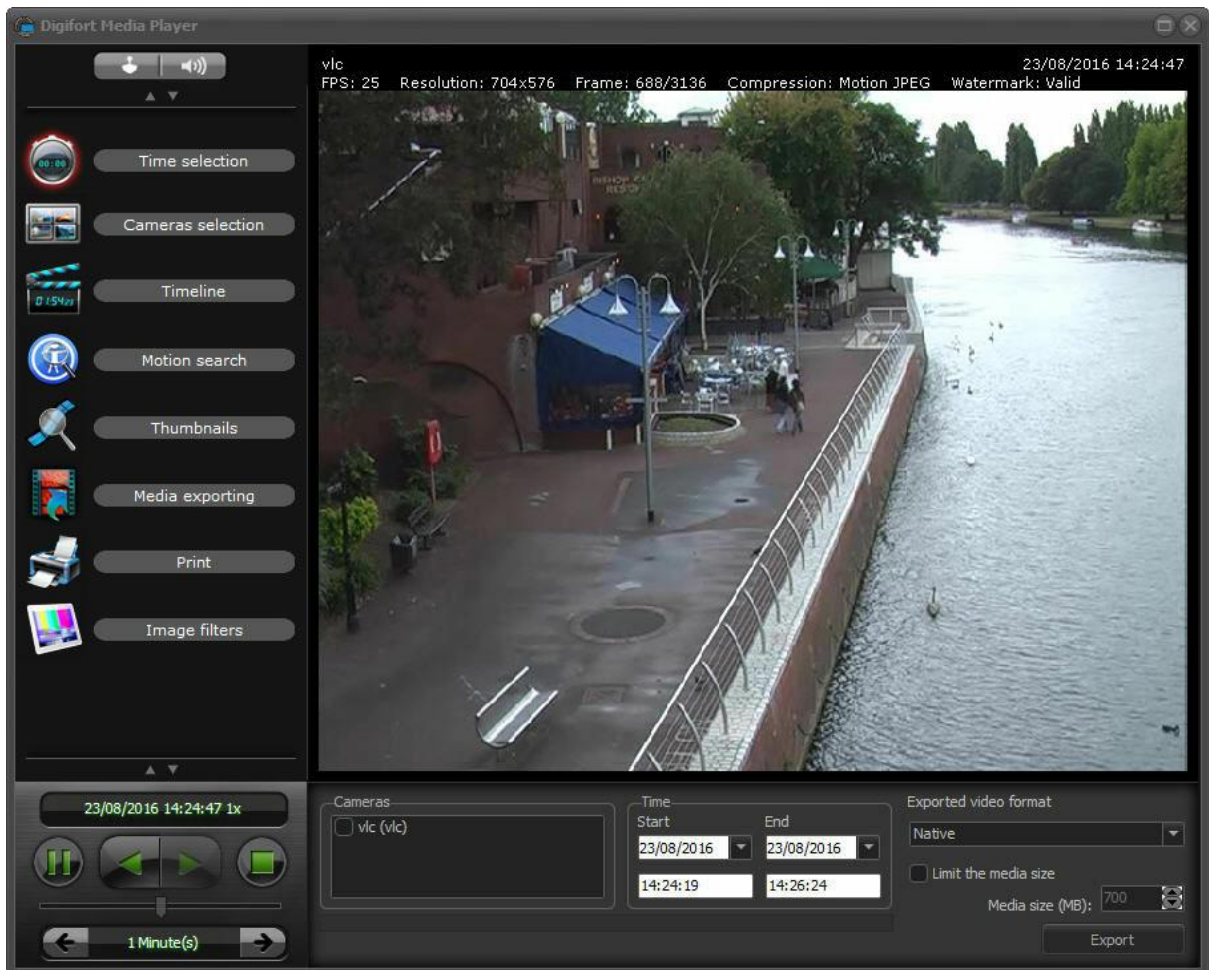 Digifort Media Player
vlc
23/08/2016 14:24:47
FPS: 25 Resolution: 704x576 Frame: 688/3136 Compression: Motion JPEG Watermark: Valid
00:00
Time selection
Cameras selection
Timeline
Motion search
Thumbnails
Media exporting
Print
Image filters
23/08/2016 14:24:47 1x
1 Minute(s)
Cameras
vlc (vlc)
Time
Start
End
23/08/2016
23/08/2016
14:24:19
14:26:24
Exported video format
Native
Limit the media size
Media size (MB): 700
Export